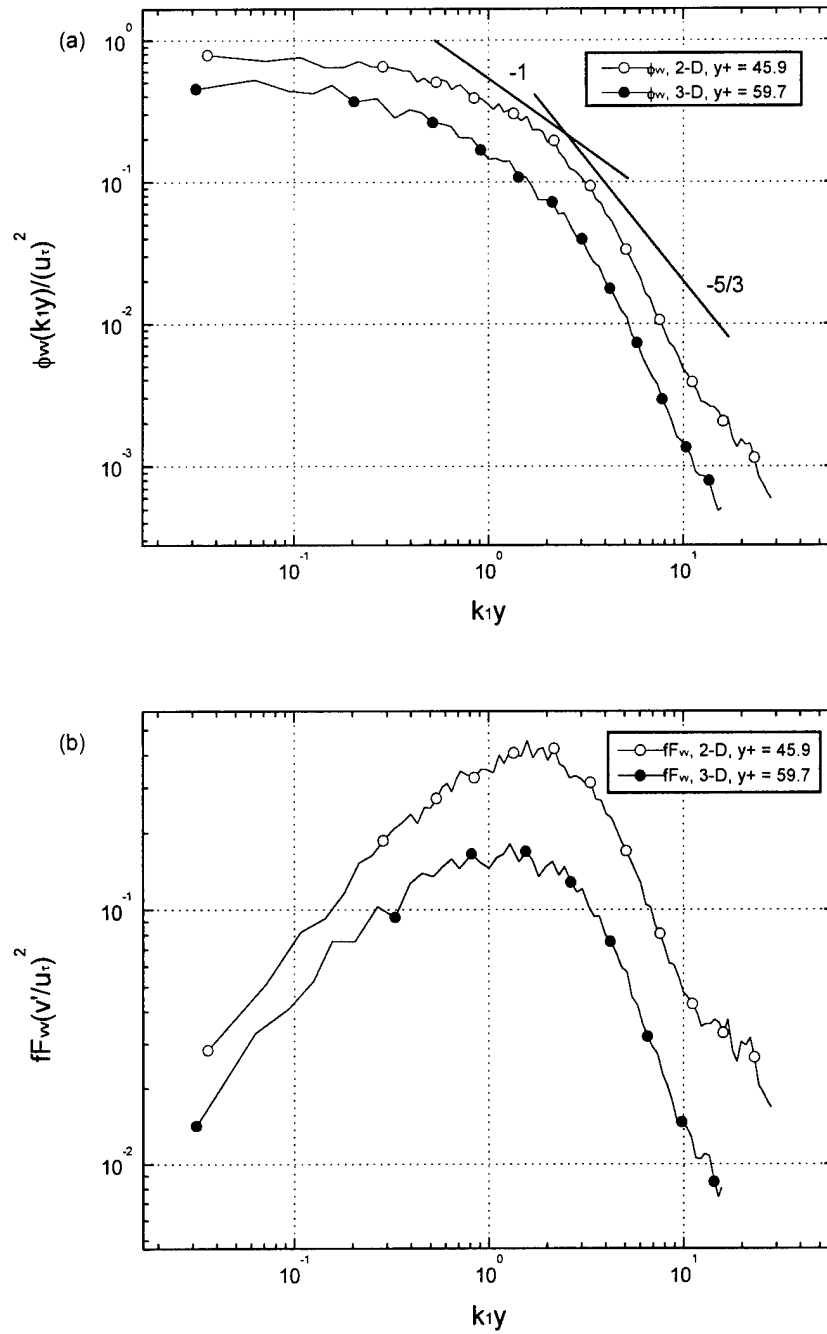 (a)
10⁰
10⁻¹
10⁻²
10⁻³
ϕw(k₁y)/(uτ)²
-1
-5/3
ϕw, 2-D, y+ = 45.9
ϕw, 3-D, y+ = 59.7
10⁻¹
10⁰
10¹
k₁y
(b)
10⁻¹
10⁻²
fFw(v'/uτ)²
fFw, 2-D, y+ = 45.9
fFw, 3-D, y+ = 59.7
10⁻¹
10⁰
10¹
k₁y